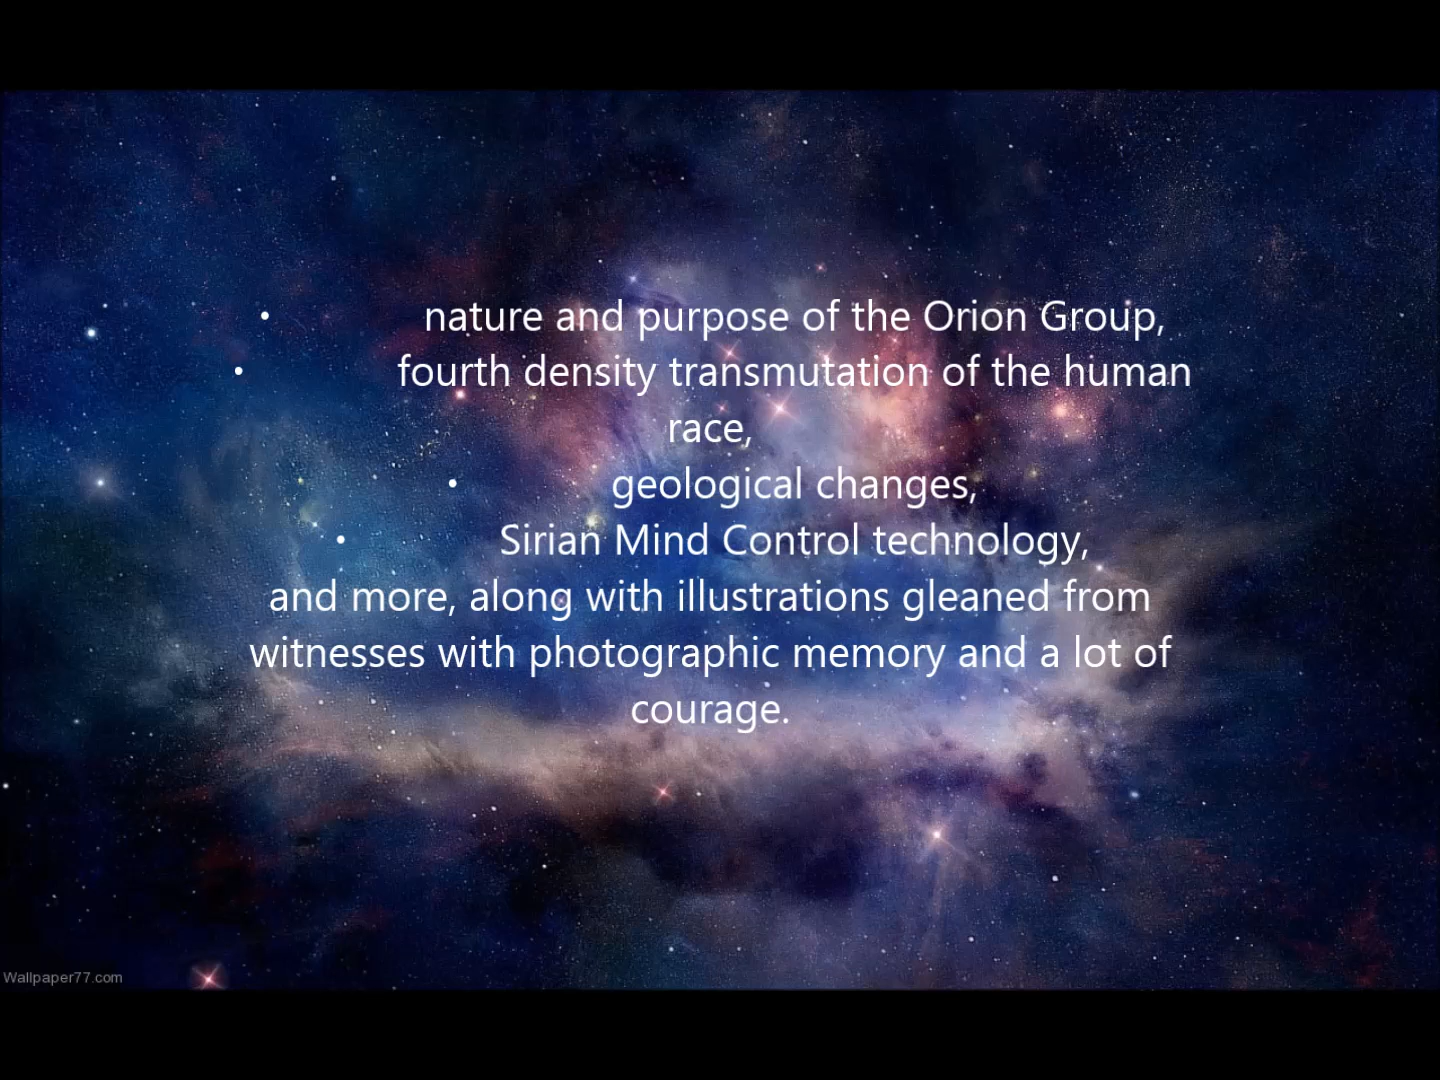 • nature and purpose of the Orion Group,
• fourth density transmutation of the human
race,
• geological changes,
• Sirian Mind Control technology,
and more, along with illustrations gleaned from
witnesses with photographic memory and a lot of
courage.
Wallpaper77.com